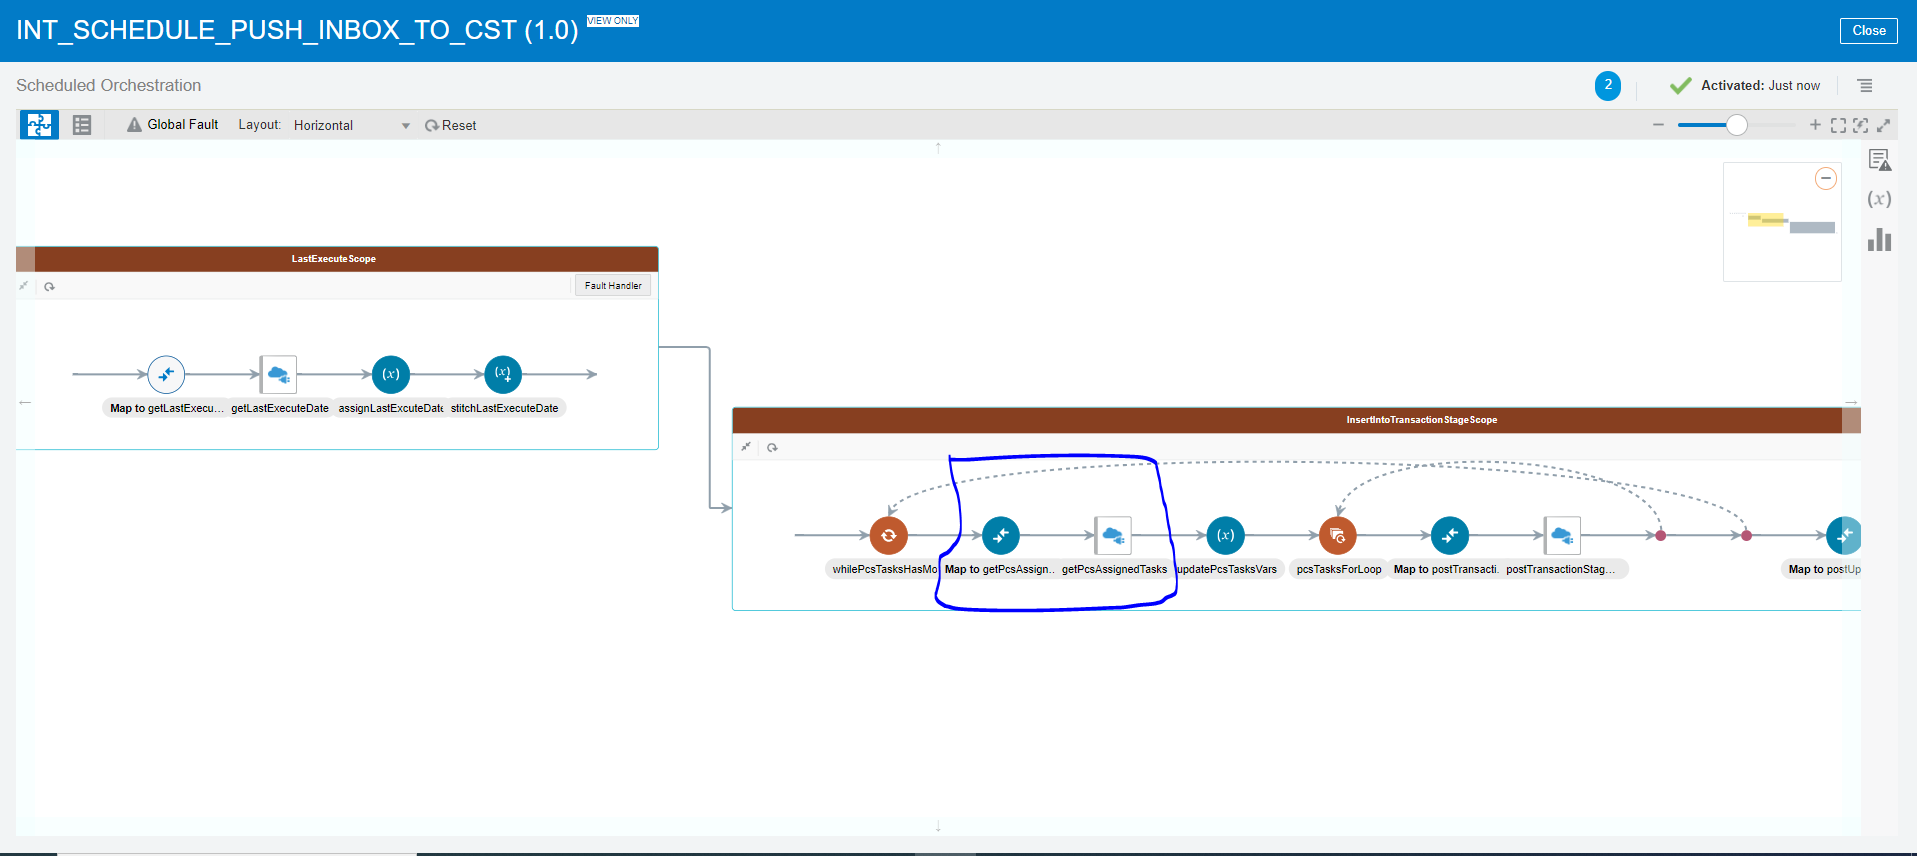 INT_SCHEDULE_PUSH_INBOX_TO_CST (1.0) VIEW ONLY
Close
Scheduled Orchestration
2
Activated: Just now
Global Fault
Layout: Horizontal
Reset
LastExecuteScope
Fault Handler
(x)
(x)+
Map to getLastExecu... getLastExecuteDate assignLastExcuteDate stitchLastExecuteDate
InsertIntoTransactionStageScope
(x)
whilePcsTasksHasMo Map to getPcsAssign.. getPcsAssignedTasks updatePcsTasksVars pcsTasksForLoop Map to postTransacti. postTransactionStag... Map to postUp
(x)